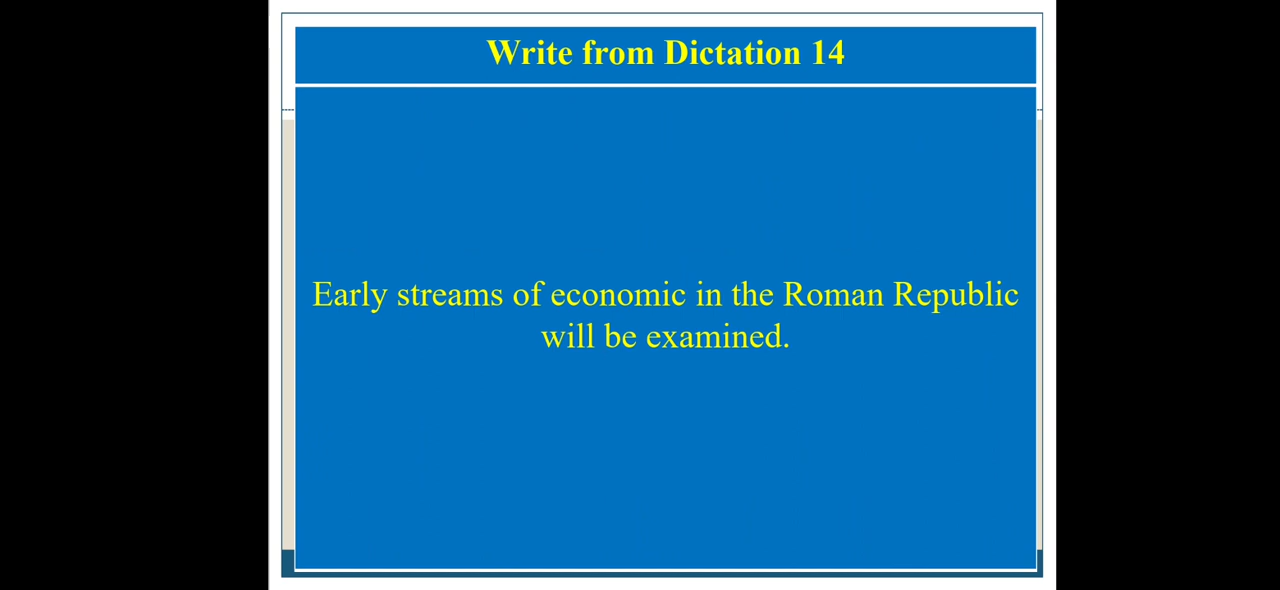 Write from Dictation 14
Early streams of economic in the Roman Republic
will be examined.